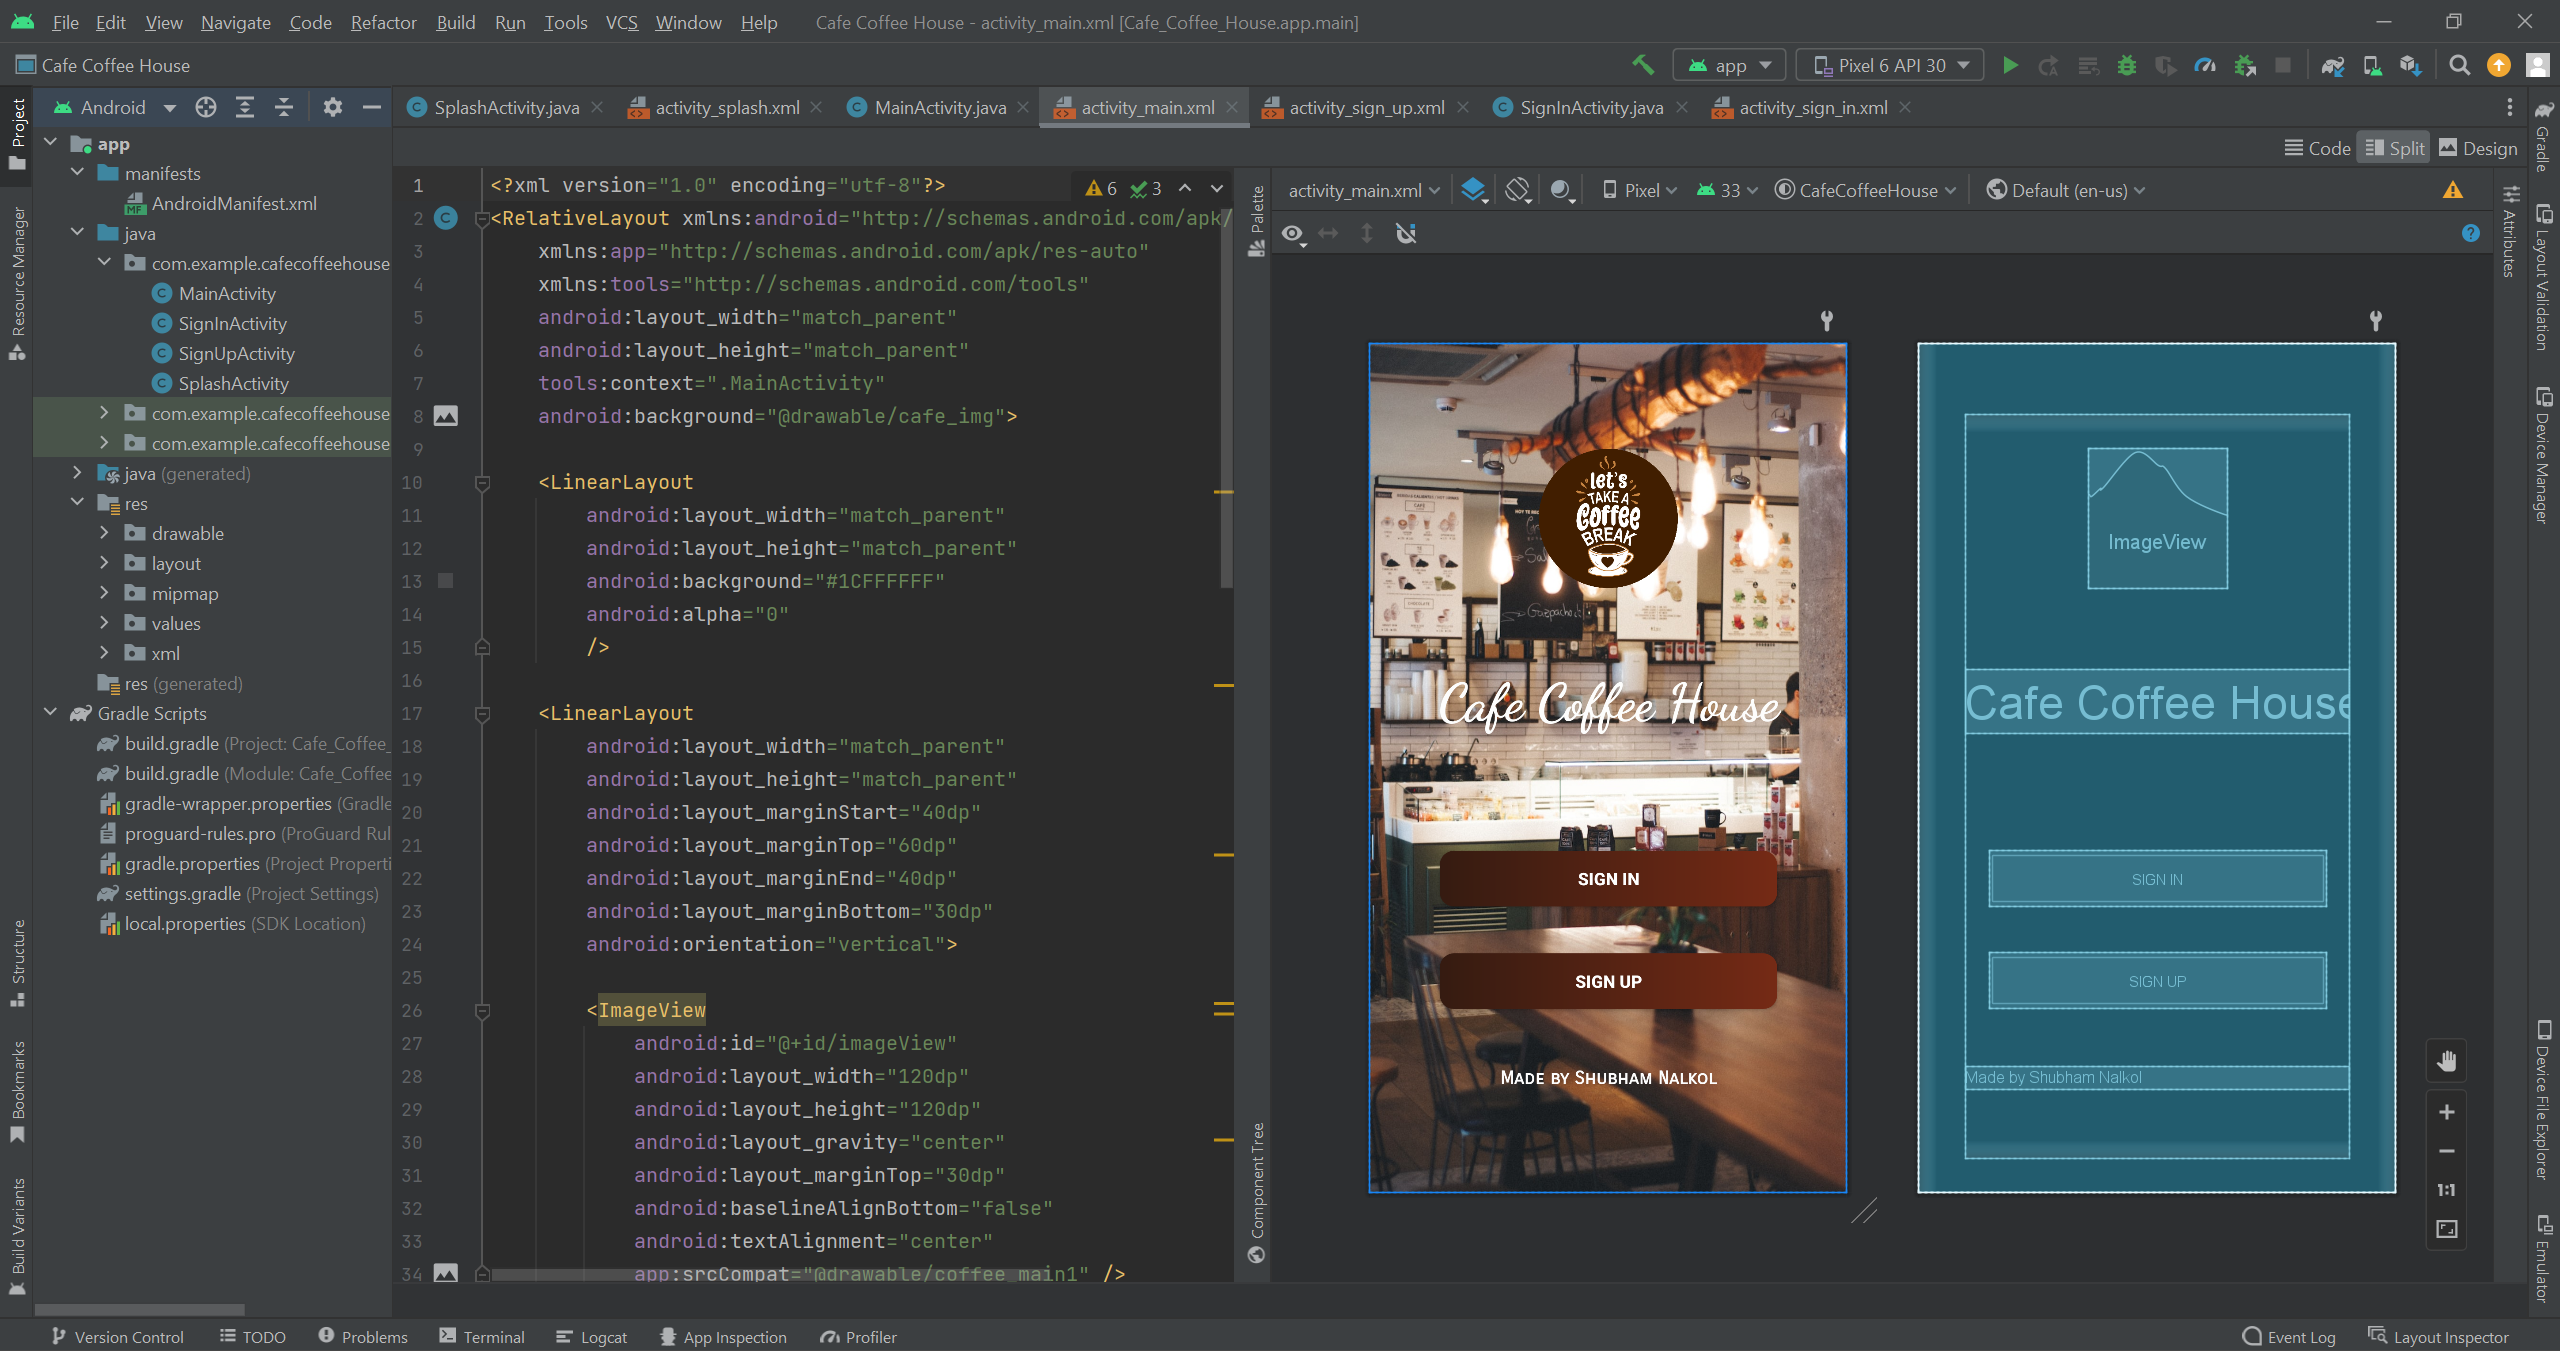 File Edit View Navigate Code Refactor Build Run Tools VCS Window Help Cafe Coffee House - activity_main.xml [Cafe_Coffee_House.app.main]
Cafe Coffee House app Pixel 6 API 30
Android SplashActivity.java activity_splash.xml MainActivity.java activity_main.xml activity_sign_up.xml SignInActivity.java activity_sign_in.xml
Code Split Design
Project
Resource Manager
Structure
Bookmarks
Build Variants
app
manifests
AndroidManifest.xml
java
com.example.cafecoffeehouse
MainActivity
SignInActivity
SignUpActivity
SplashActivity
com.example.cafecoffeehouse
com.example.cafecoffeehouse
java (generated)
res
drawable
layout
mipmap
values
xml
res (generated)
Gradle Scripts
build.gradle (Project: Cafe_Coffee_
build.gradle (Module: Cafe_Coffee
gradle-wrapper.properties (Gradle
proguard-rules.pro (ProGuard Rul
gradle.properties (Project Properti
settings.gradle (Project Settings)
local.properties (SDK Location)
6 3
1 <?xml version="1.0" encoding="utf-8"?>
2 <RelativeLayout xmlns:android="http://schemas.android.com/apk/
3 xmlns:app="http://schemas.android.com/apk/res-auto"
4 xmlns:tools="http://schemas.android.com/tools"
5 android:layout_width="match_parent"
6 android:layout_height="match_parent"
7 tools:context=".MainActivity"
8 android:background="@drawable/cafe_img">
9
10 <LinearLayout
11 android:layout_width="match_parent"
12 android:layout_height="match_parent"
13 android:background="#1CFFFFFF"
14 android:alpha="0"
15 />
16
17 <LinearLayout
18 android:layout_width="match_parent"
19 android:layout_height="match_parent"
20 android:layout_marginStart="40dp"
21 android:layout_marginTop="60dp"
22 android:layout_marginEnd="40dp"
23 android:layout_marginBottom="30dp"
24 android:orientation="vertical">
25
26 <ImageView
27 android:id="@+id/imageView"
28 android:layout_width="120dp"
29 android:layout_height="120dp"
30 android:layout_gravity="center"
31 android:layout_marginTop="30dp"
32 android:baselineAlignBottom="false"
33 android:textAlignment="center"
34 app:srcCompat="@drawable/coffee_main1" />
Palette
Component Tree
activity_main.xml Pixel 33 CafeCoffeeHouse Default (en-us)
let's
TAKE A
Coffee
BREAK
Gazpacho
Cafe Coffee House
SIGN IN
SIGN UP
Made by Shubham Nalkol
ImageView
Cafe Coffee House
SIGN IN
SIGN UP
Made by Shubham Nalkol
1:1
Attributes
Gradle
Layout Validation
Device Manager
Device File Explorer
Emulator
Version Control TODO Problems Terminal Logcat App Inspection Profiler Event Log Layout Inspector